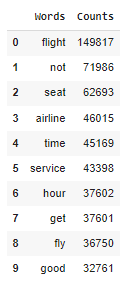 Words Counts
0 flight 149817
1 not 71986
2 seat 62693
3 airline 46015
4 time 45169
5 service 43398
6 hour 37602
7 get 37601
8 fly 36750
9 good 32761